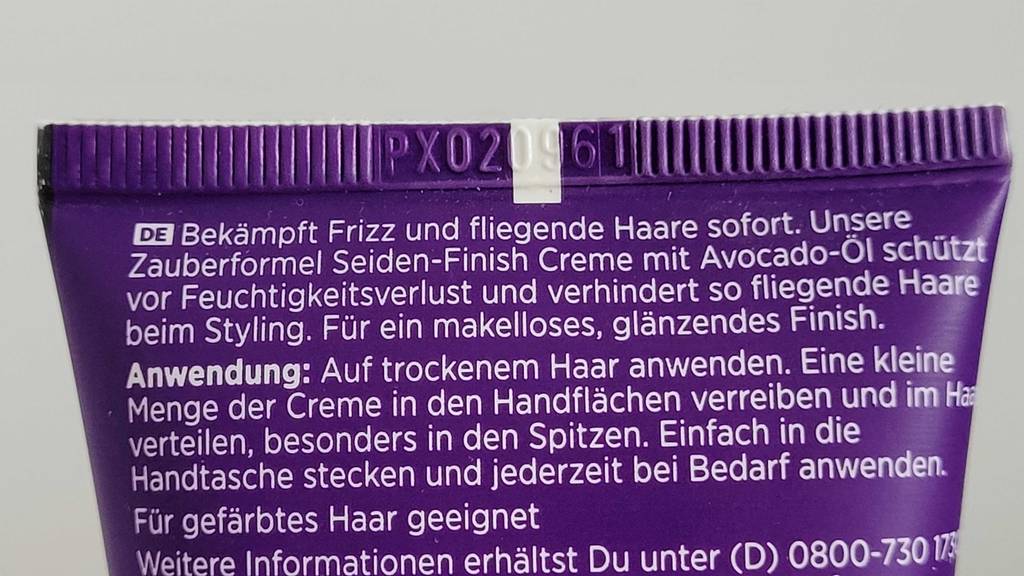 PX020961
DE Bekämpft Frizz und fliegende Haare sofort. Unsere
Zauberformel Seiden-Finish Creme mit Avocado-Öl schützt
vor Feuchtigkeitsverlust und verhindert so fliegende Haare
beim Styling. Für ein makelloses, glänzendes Finish.
Anwendung: Auf trockenem Haar anwenden. Eine kleine
Menge der Creme in den Handflächen verreiben und im
verteilen, besonders in den Spitzen. Einfach in die
Handtasche stecken und jederzeit bei Bedarf anwenden.
Für gefärbtes Haar geeignet
Weitere Informationen erhältst Du unter (D) 0800-730